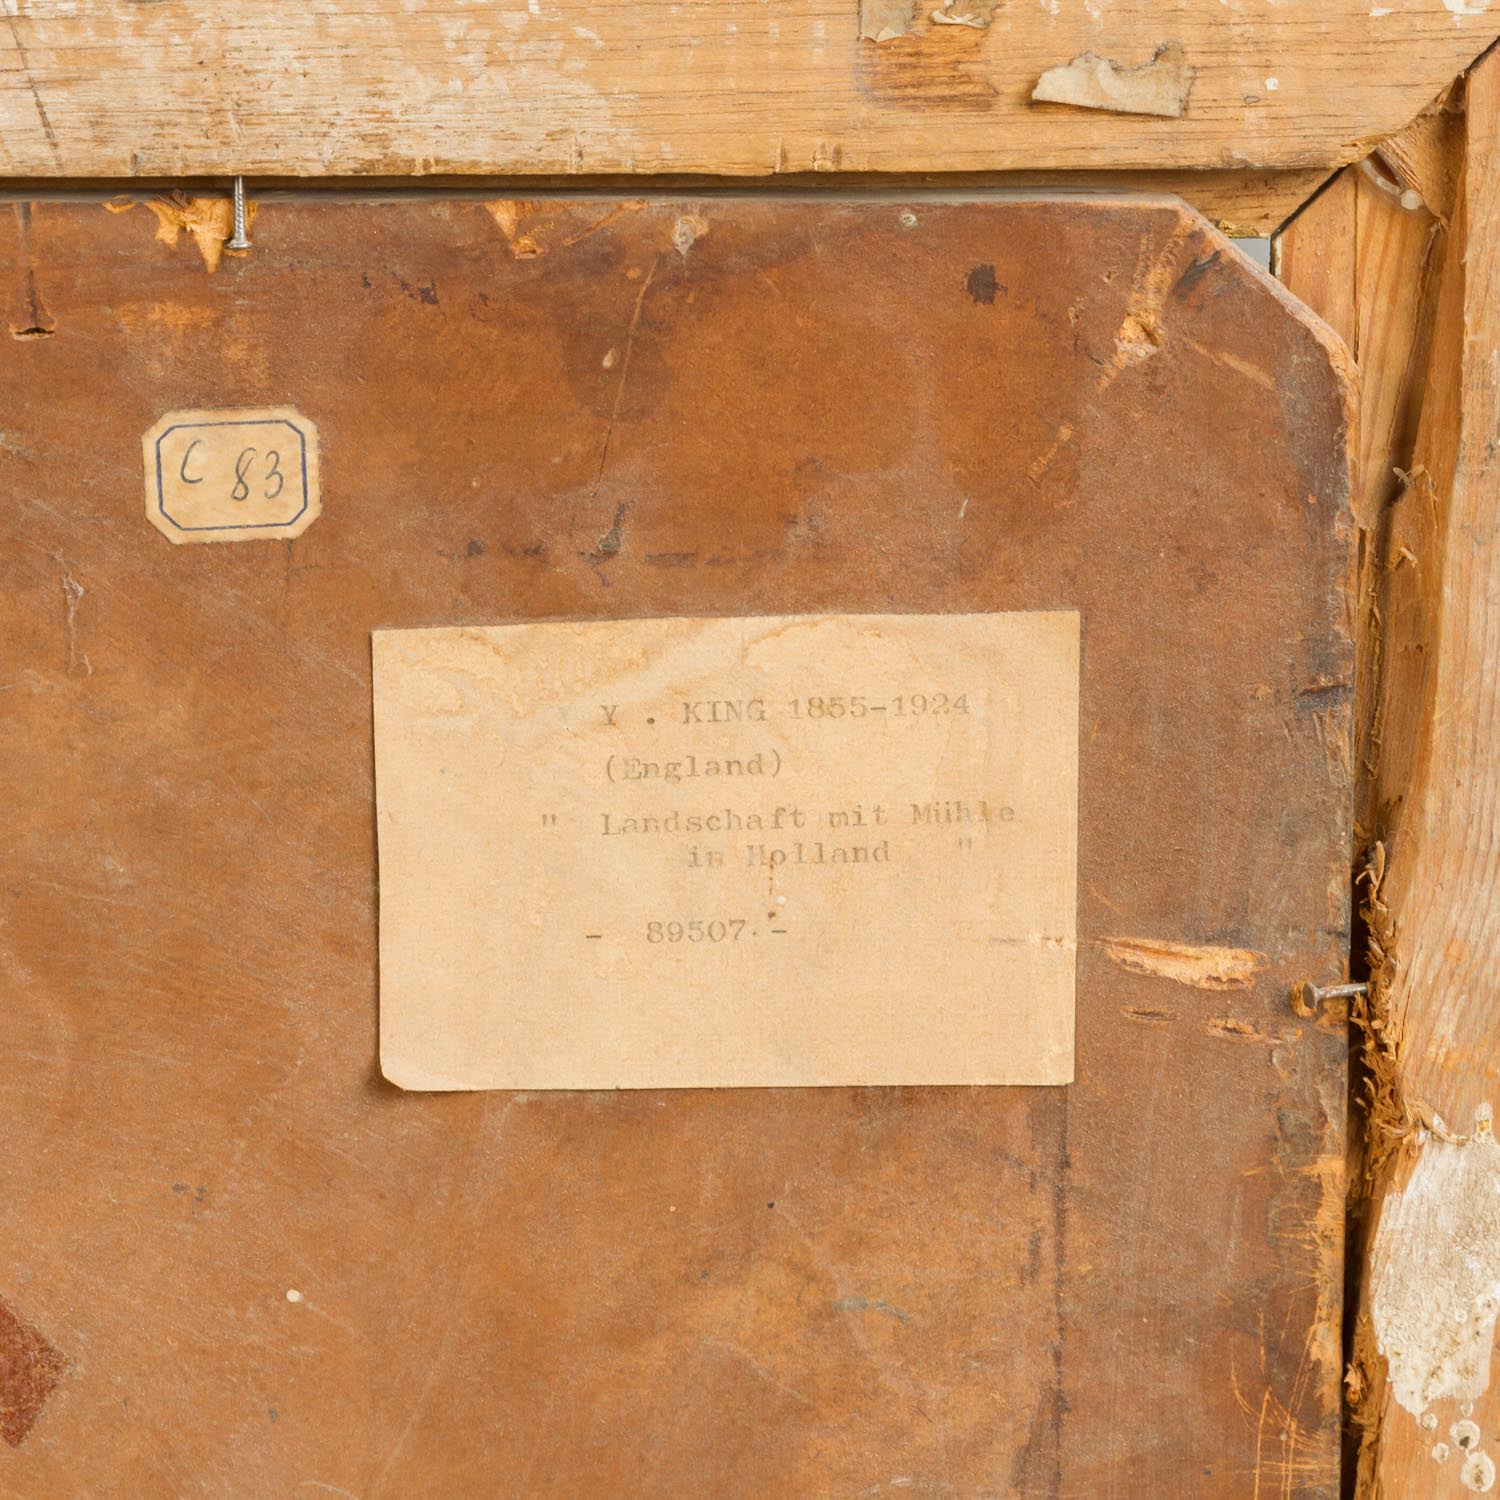 C 83
Y . KING 1855-1924
(England)
" Landschaft mit Mühle
in Holland "
- 89507.-